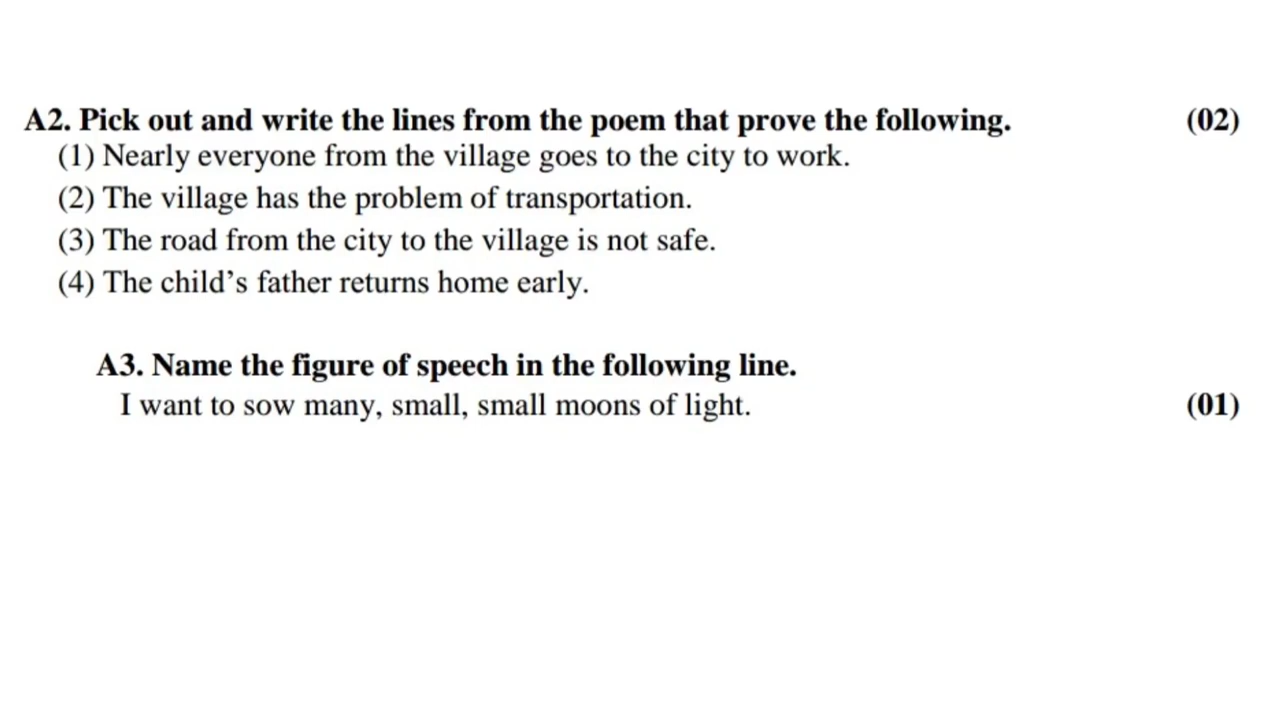 A2. Pick out and write the lines from the poem that prove the following. (02)
(1) Nearly everyone from the village goes to the city to work.
(2) The village has the problem of transportation.
(3) The road from the city to the village is not safe.
(4) The child’s father returns home early.
A3. Name the figure of speech in the following line.
I want to sow many, small, small moons of light. (01)